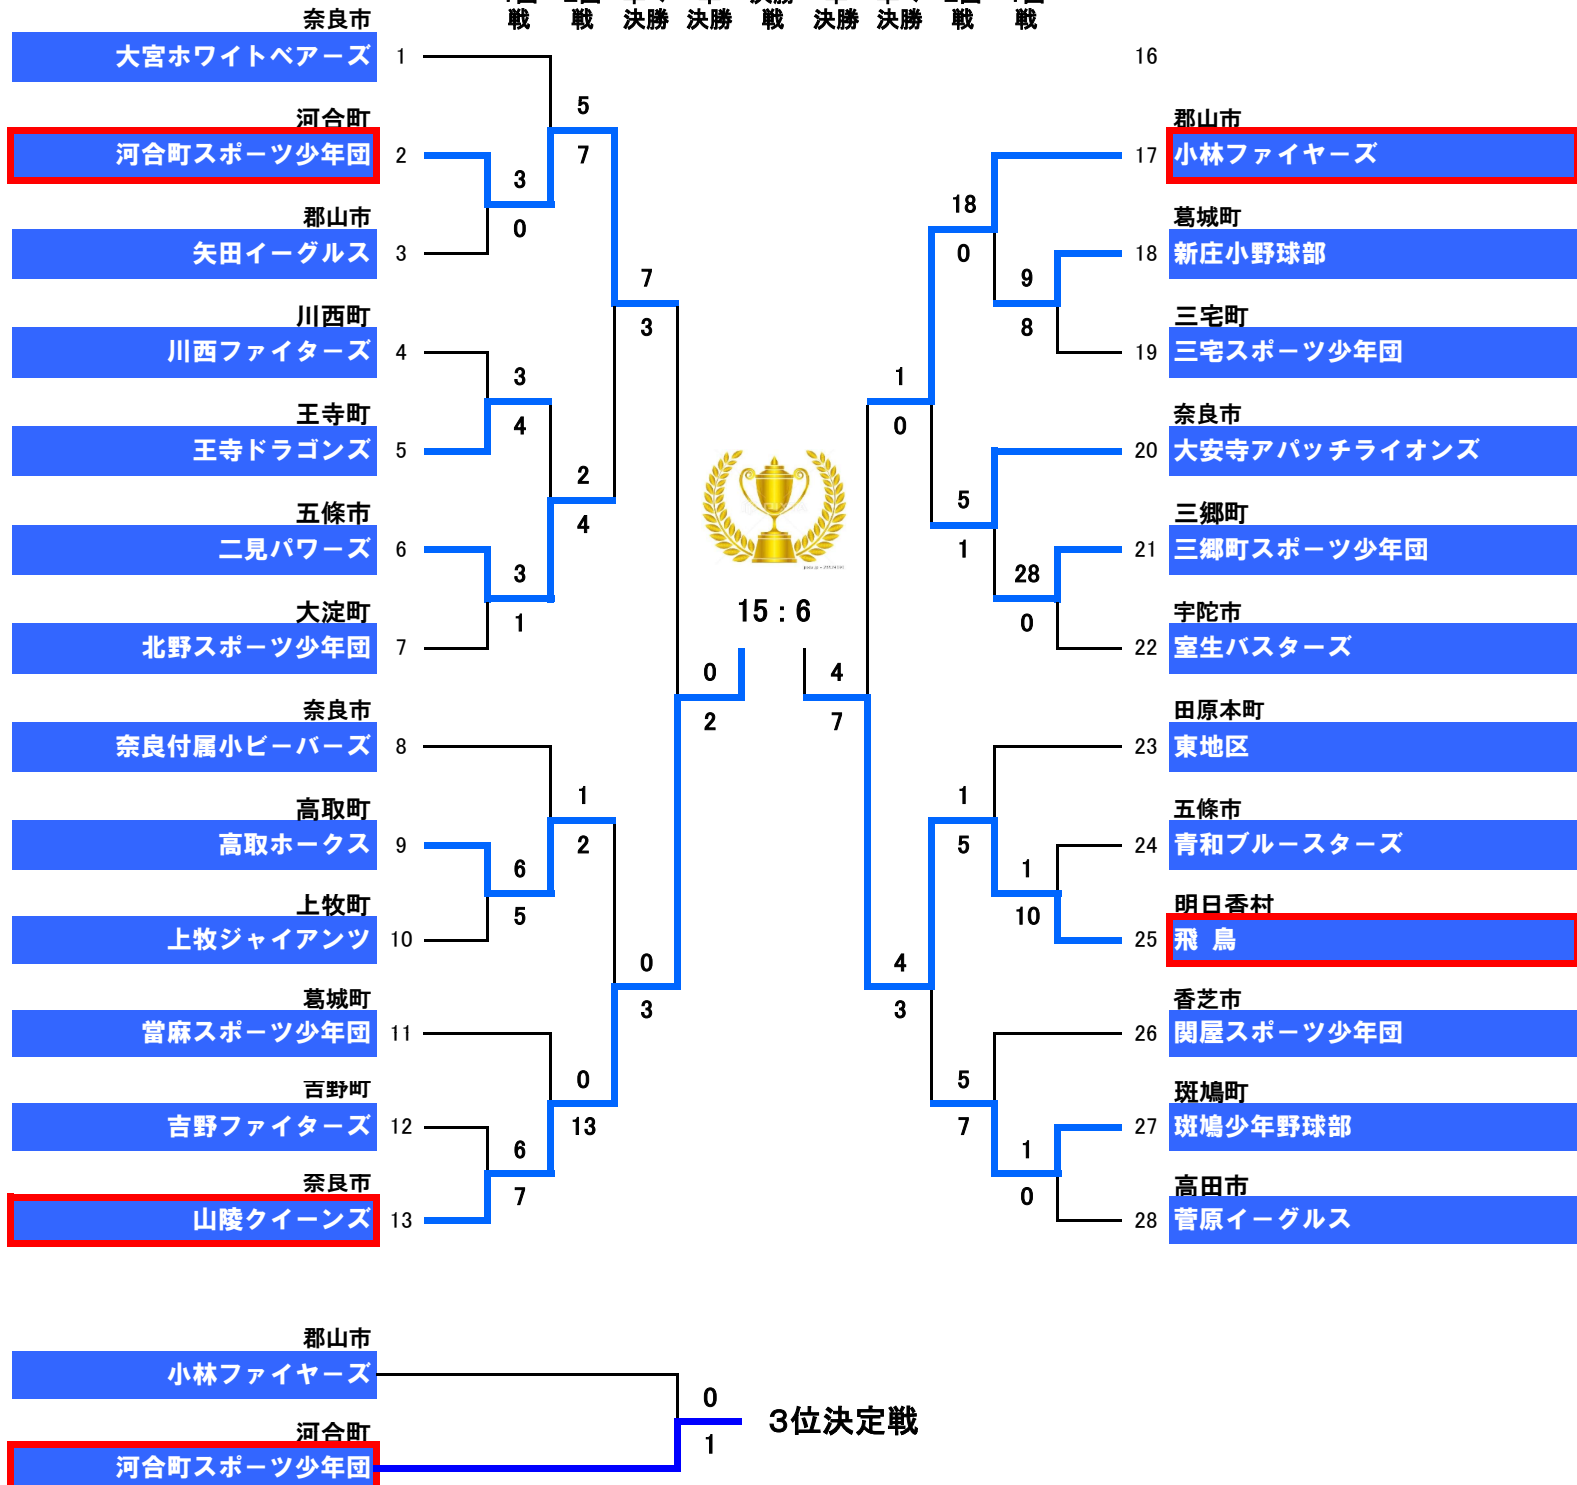 戦 戦 決勝 決勝 戦 決勝 決勝 戦 戦
奈良市
大宮ホワイトベアーズ 1
16
5
河合町
河合町スポーツ少年団 2
7
郡山市
17 小林ファイヤーズ
3
0
18
0
郡山市
矢田イーグルス 3
葛城町
18 新庄小野球部
7
3
9
8
川西町
川西ファイターズ 4
三宅町
19 三宅スポーツ少年団
3
4
1
0
王寺町
王寺ドラゴンズ 5
奈良市
20 大安寺アパッチライオンズ
2
4
5
1
五條市
二見パワーズ 6
三郷町
21 三郷町スポーツ少年団
3
1
28
0
15 : 6
大淀町
北野スポーツ少年団 7
宇陀市
22 室生バスターズ
0
2
4
7
奈良市
奈良付属小ビーバーズ 8
田原本町
23 東地区
1
2
1
5
高取町
高取ホークス 9
五條市
24 青和ブルースターズ
6
5
1
10
上牧町
上牧ジャイアンツ 10
明日香村
25 飛 鳥
0
3
4
3
葛城町
當麻スポーツ少年団 11
香芝市
26 関屋スポーツ少年団
0
13
5
7
吉野町
吉野ファイターズ 12
斑鳩町
27 斑鳩少年野球部
6
7
1
0
奈良市
山陵クイーンズ 13
高田市
28 菅原イーグルス
郡山市
小林ファイヤーズ
0
1
3位決定戦
河合町
河合町スポーツ少年団